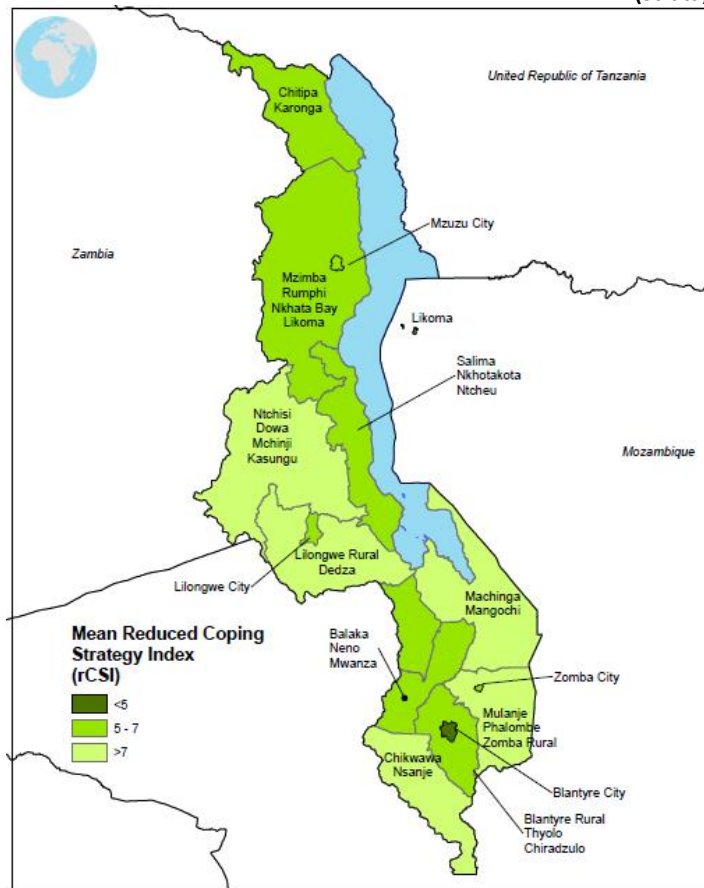 United Republic of Tanzania
Chitipa
Karonga
Mzuzu City
Zambia
Mzimba
Rumphi
Nkhata Bay
Likoma
Likoma
Salima
Nkhotakota
Ntcheu
Ntchisi
Dowa
Mchinji
Kasungu
Mozambique
Lilongwe Rural
Dedza
Lilongwe City
Machinga
Mangochi
Mean Reduced Coping
Strategy Index
(rCSI)
<5
5 - 7
>7
Balaka
Neno
Mwanza
Zomba City
Mulanje
Phalombe
Zomba Rural
Chikwawa
Nsanje
Blantyre City
Blantyre Rural
Thyolo
Chiradzulo